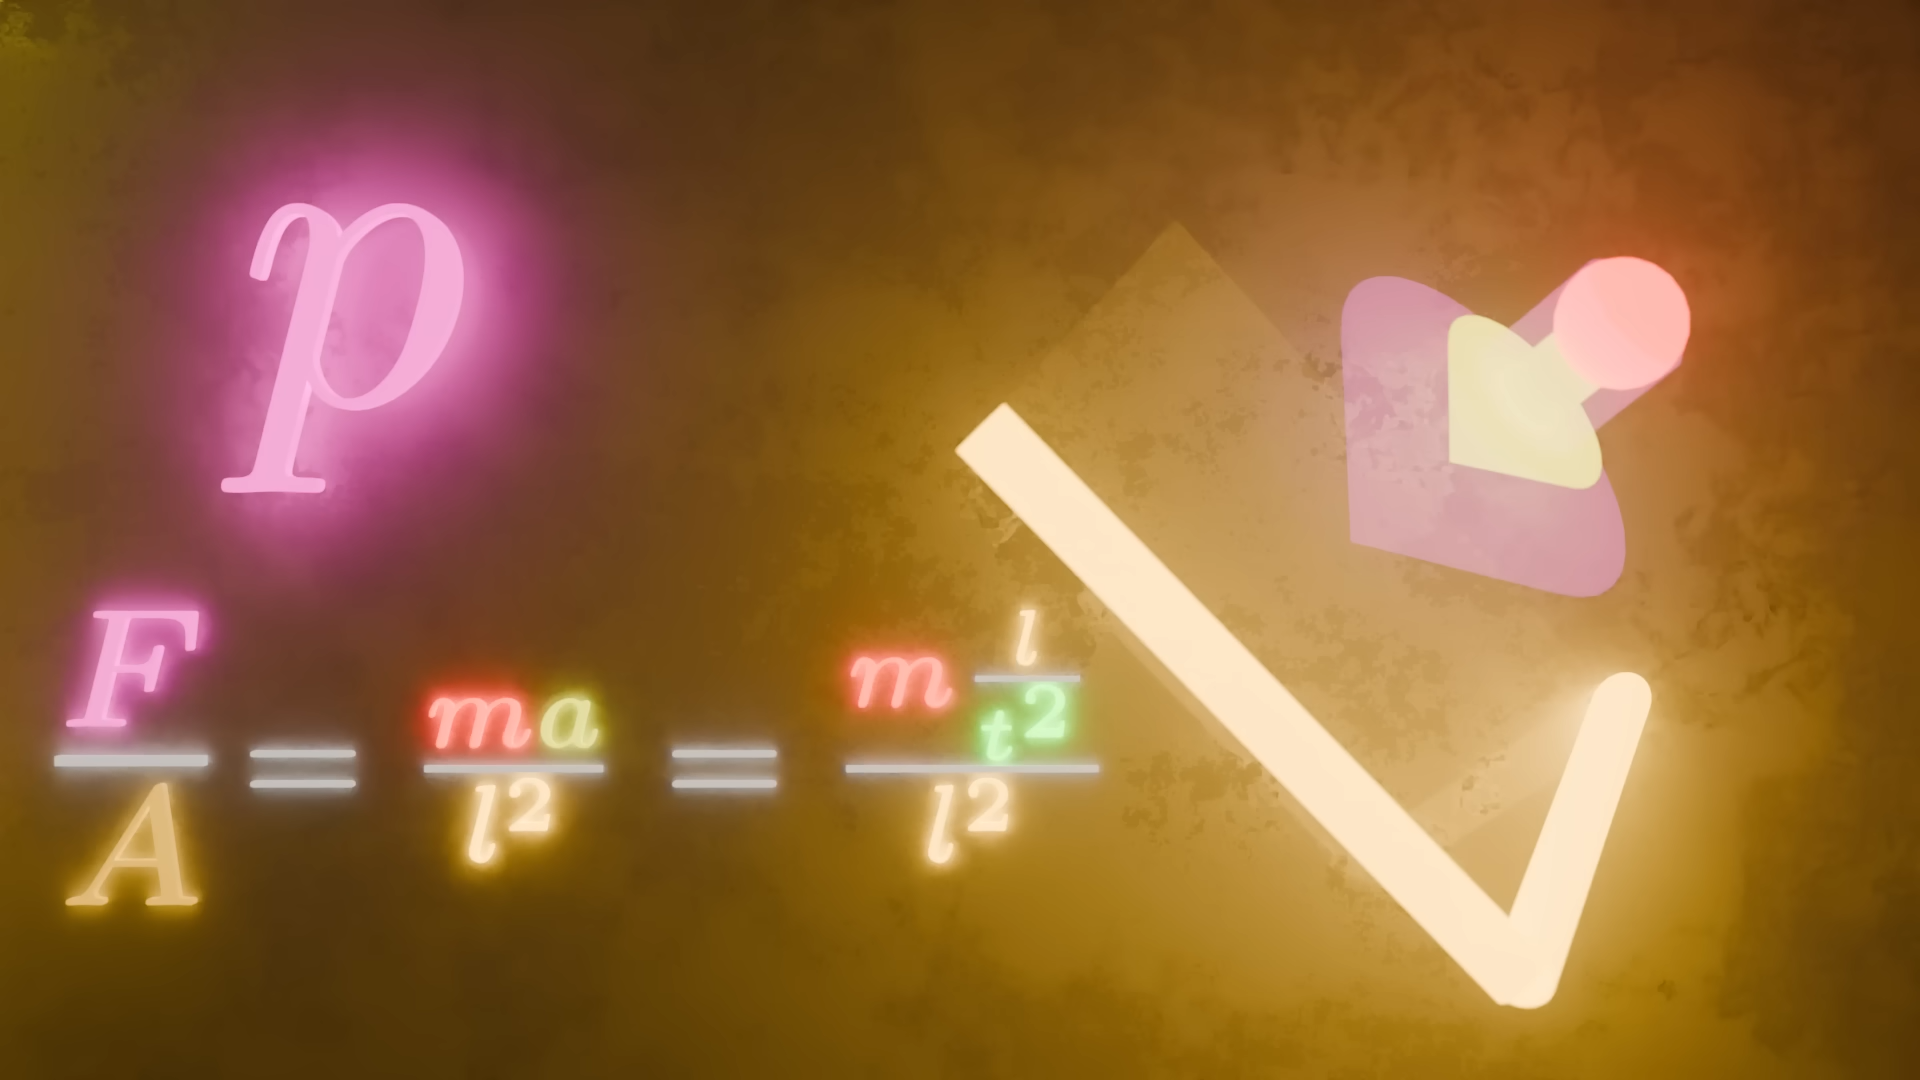 p
F/A = ma/l² = m l/t² / l²